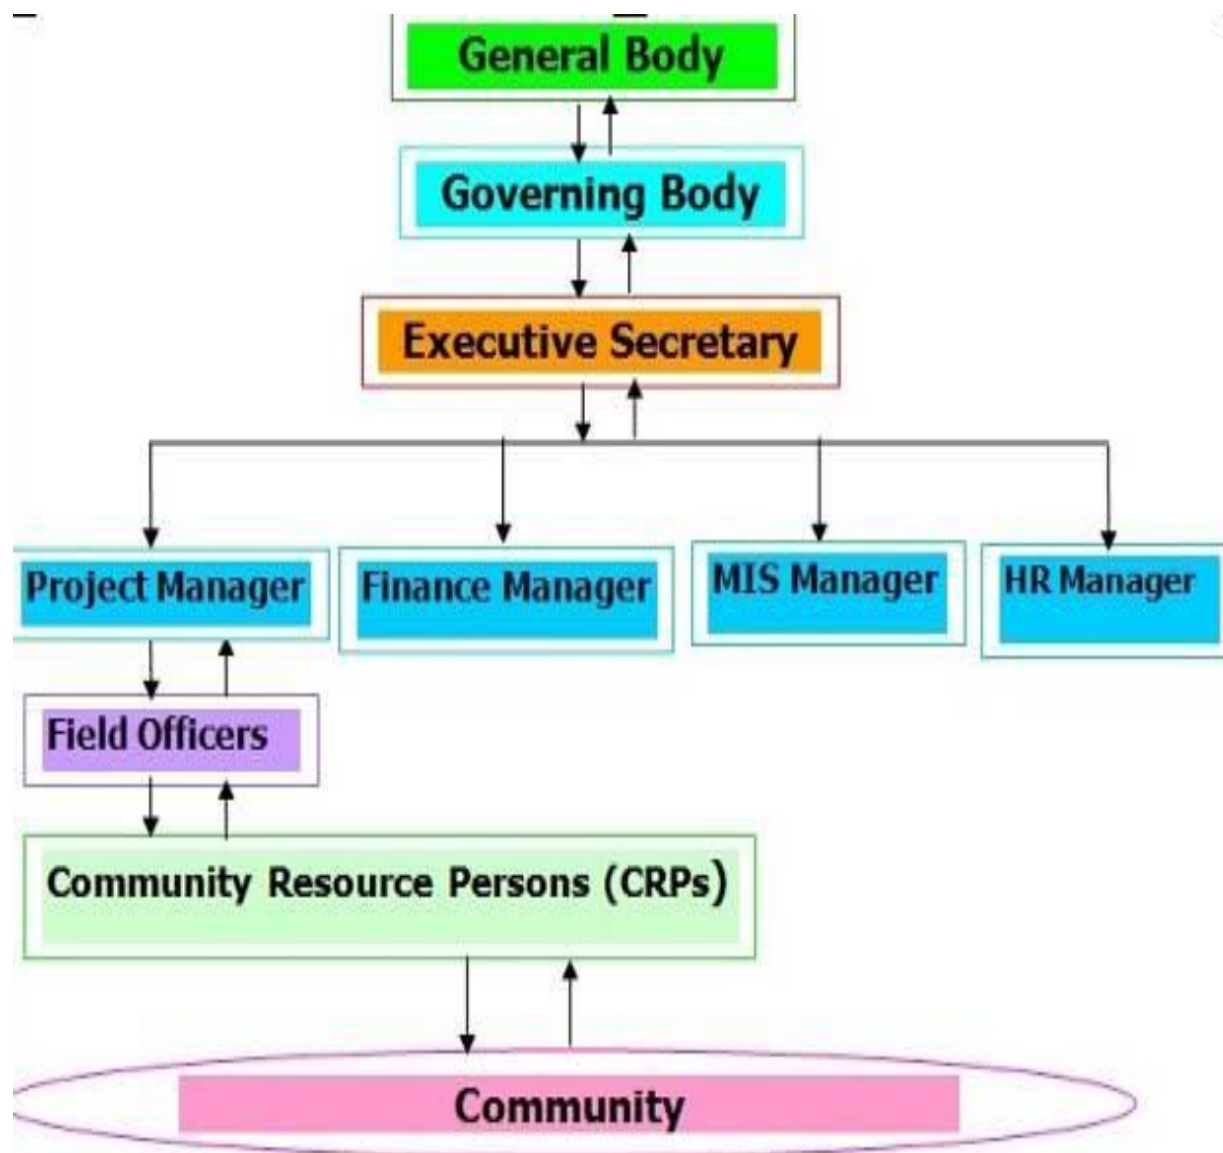 General Body
Governing Body
Executive Secretary
Project Manager
Finance Manager
MIS Manager
HR Manager
Field Officers
Community Resource Persons (CRPs)
Community